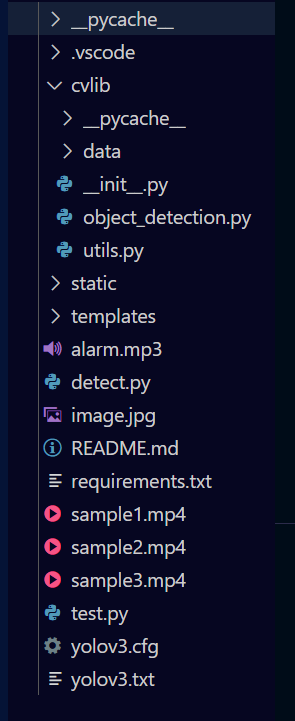 __pycache__
.vscode
cvlib
__pycache__
data
__init__.py
object_detection.py
utils.py
static
templates
alarm.mp3
detect.py
image.jpg
README.md
requirements.txt
sample1.mp4
sample2.mp4
sample3.mp4
test.py
yolov3.cfg
yolov3.txt